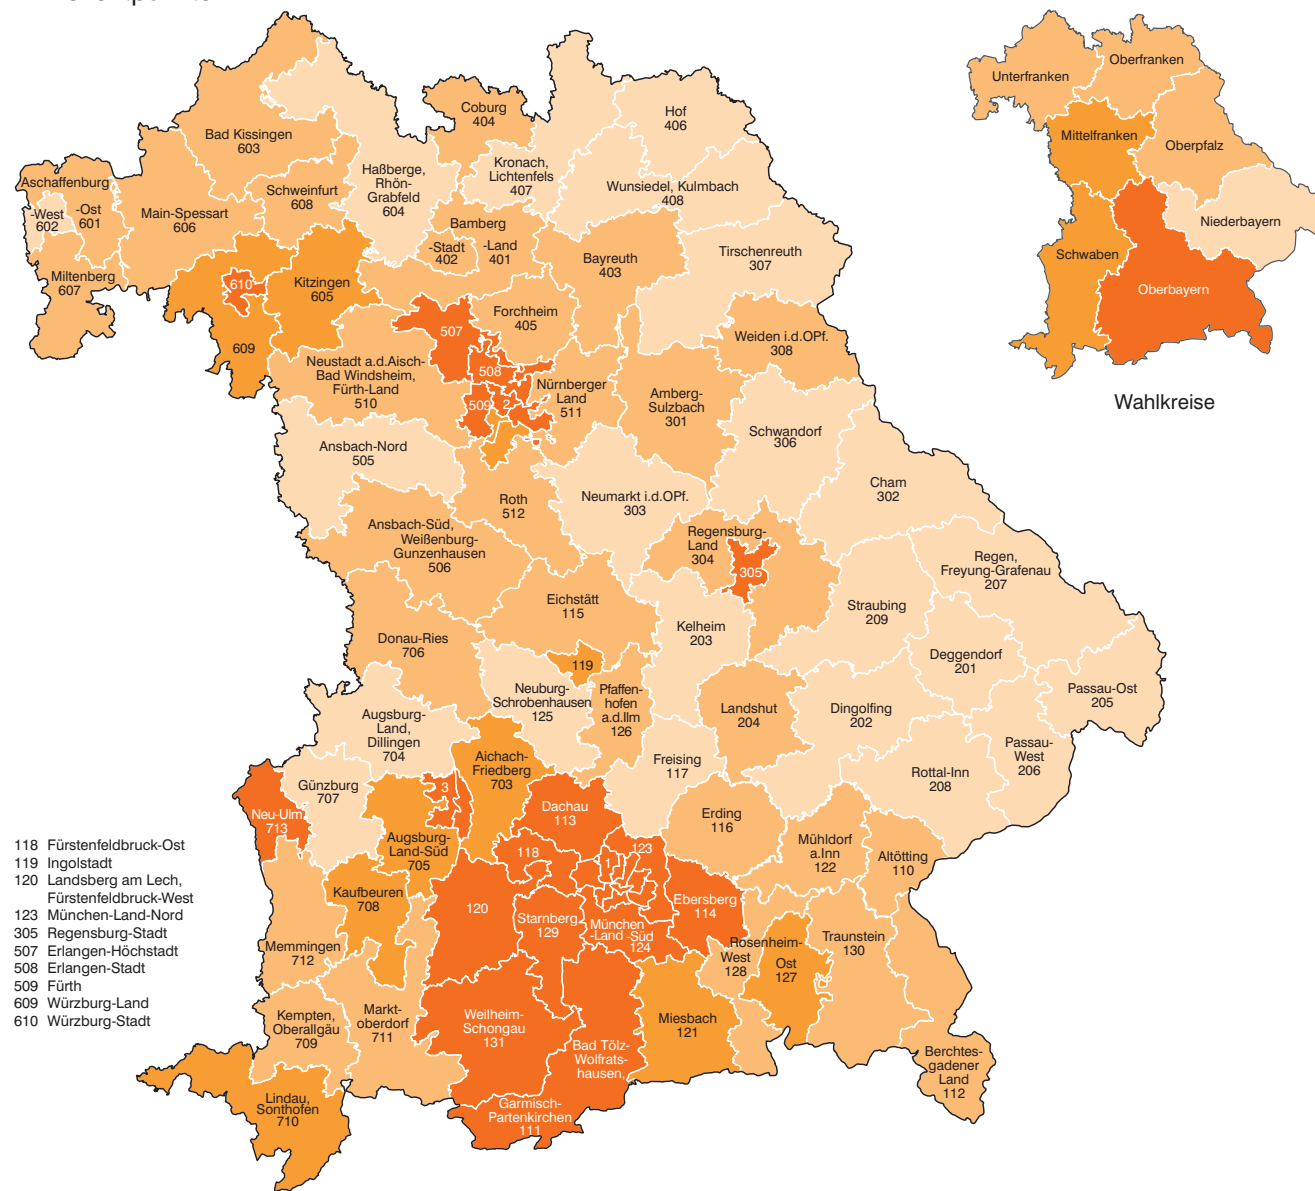 Coburg
404
Hof
406
Bad Kissingen
603
Kronach,
Lichtenfels
407
Haßberge,
Rhön-
Grabfeld
604
Wunsiedel, Kulmbach
408
Aschaffenburg
-West
602
-Ost
601
Schweinfurt
608
Main-Spessart
606
Bamberg
-Stadt
402
-Land
401
Bayreuth
403
Tirschenreuth
307
Miltenberg
607
610
Kitzingen
605
Forchheim
405
507
609
Weiden i.d.OPf.
308
Neustadt a.d.Aisch-
Bad Windsheim,
Fürth-Land
510
508
509
2
Nürnberger
Land
511
Amberg-
Sulzbach
301
Schwandorf
306
Ansbach-Nord
505
Cham
302
Roth
512
Neumarkt i.d.OPf.
303
Ansbach-Süd,
Weißenburg-
Gunzenhausen
506
Regensburg-
Land
304
305
Regen,
Freyung-Grafenau
207
Eichstätt
115
Straubing
209
Kelheim
203
Donau-Ries
706
Deggendorf
201
119
Neuburg-
Schrobenhausen
125
Pfaffen-
hofen
a.d.Ilm
126
Passau-Ost
205
Landshut
204
Dingolfing
202
Augsburg-
Land,
Dillingen
704
Passau-
West
206
Aichach-
Friedberg
703
Freising
117
Rottal-Inn
208
Günzburg
707
3
Neu-Ulm
713
Dachau
113
Erding
116
Augsburg-
Land-Süd
705
Mühldorf
a.Inn
122
118
1
123
Altötting
110
Kaufbeuren
708
120
Ebersberg
114
Starnberg
129
München
-Land -Süd
124
Memmingen
712
Rosenheim-
West
128
Ost
127
Traunstein
130
Kempten,
Oberallgäu
709
Markt-
oberdorf
711
Weilheim-
Schongau
131
Miesbach
121
Bad Tölz-
Wolfrats-
hausen,
Garmisch-
Partenkirchen
111
Berchtes-
gadener
Land
112
Lindau,
Sonthofen
710
118 Fürstenfeldbruck-Ost
119 Ingolstadt
120 Landsberg am Lech,
Fürstenfeldbruck-West
123 München-Land-Nord
305 Regensburg-Stadt
507 Erlangen-Höchstadt
508 Erlangen-Stadt
509 Fürth
609 Würzburg-Land
610 Würzburg-Stadt
Unterfranken
Oberfranken
Mittelfranken
Oberpfalz
Niederbayern
Schwaben
Oberbayern
Wahlkreise